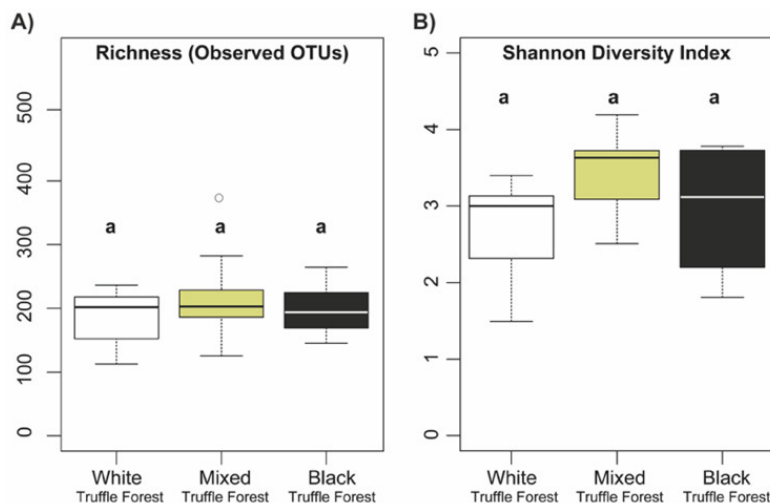 A)
Richness (Observed OTUs)
500
400
300
200
100
0
a
a
a
White
Truffle Forest
Mixed
Truffle Forest
Black
Truffle Forest
B)
Shannon Diversity Index
5
4
3
2
1
0
a
a
a
White
Truffle Forest
Mixed
Truffle Forest
Black
Truffle Forest